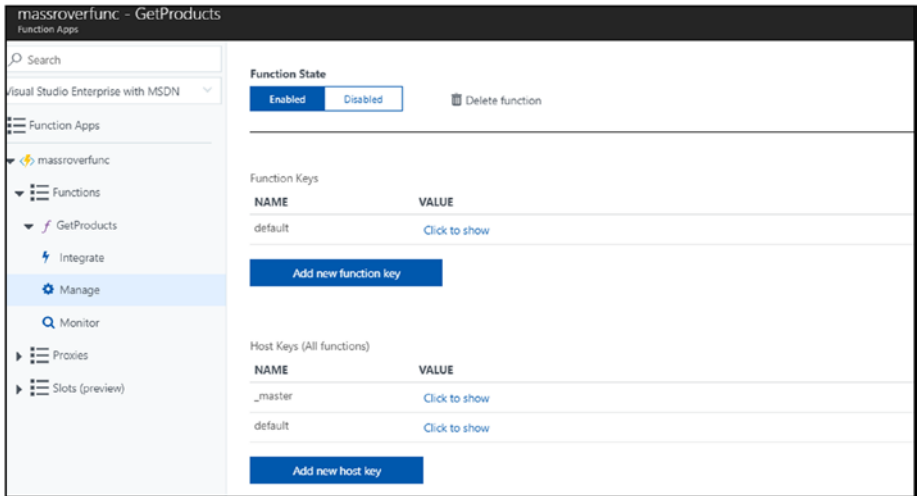 massroverfunc - GetProducts
Function Apps
Search
Visual Studio Enterprise with MSDN
Function Apps
massroverfunc
Functions
GetProducts
Integrate
Manage
Monitor
Proxies
Slots (preview)
Function State
Enabled Disabled Delete function
Function Keys
NAME VALUE
default Click to show
Add new function key
Host Keys (All functions)
NAME VALUE
_master Click to show
default Click to show
Add new host key